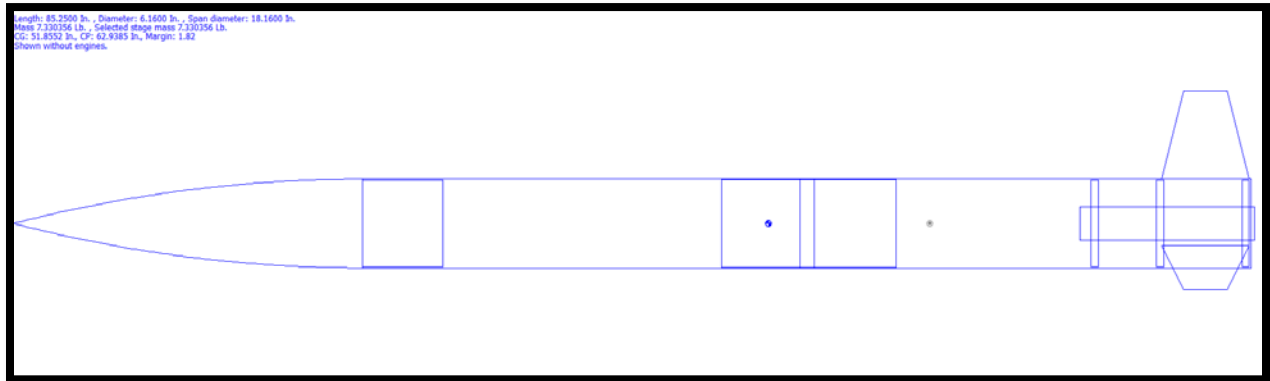 Length: 85.2500 In. , Diameter: 6.1600 In. , Span diameter: 18.1600 In.
Mass 7.330356 Lb. , Selected stage mass 7.330356 Lb.
CG: 51.8552 In., CP: 62.9385 In., Margin: 1.82
Shown without engines.